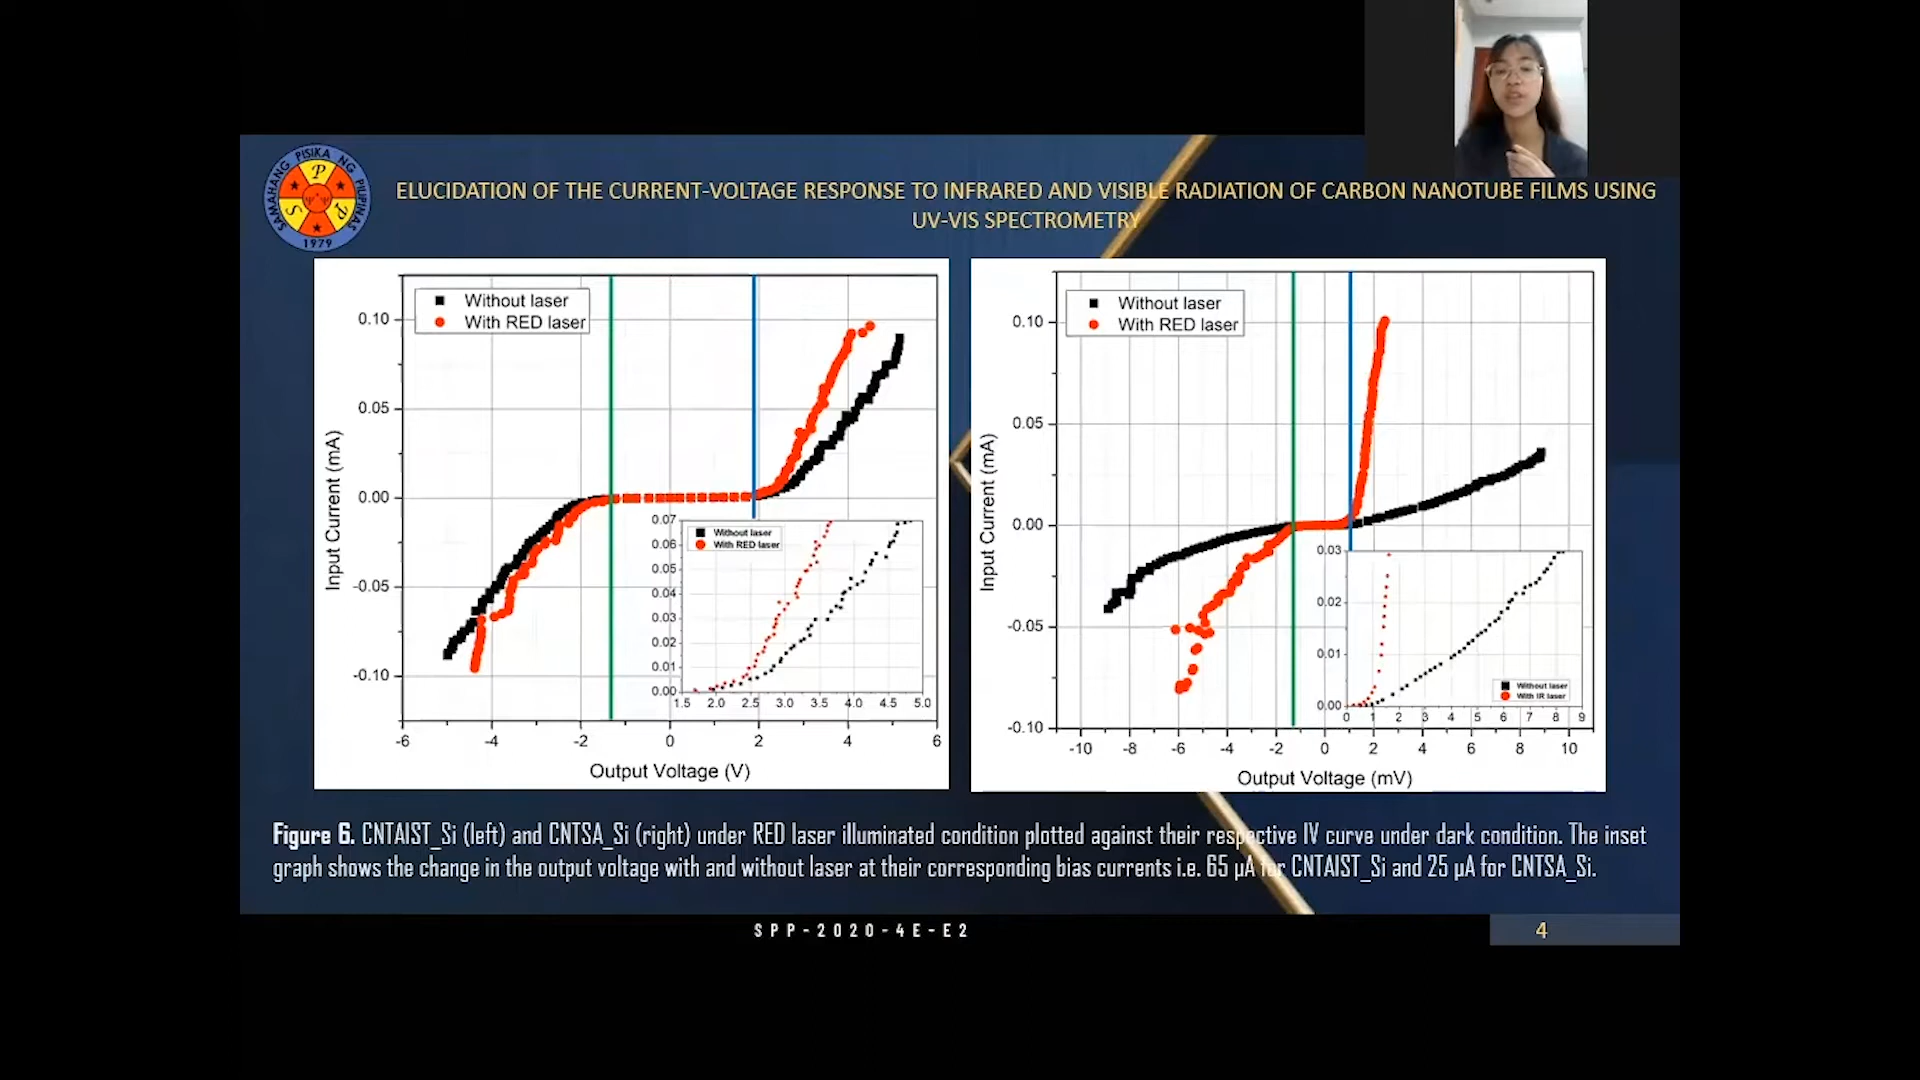 SAMAHANG PISIKA NG PILIPINAS
P
S
P
1979
ELUCIDATION OF THE CURRENT-VOLTAGE RESPONSE TO INFRARED AND VISIBLE RADIATION OF CARBON NANOTUBE FILMS USING
UV-VIS SPECTROMETRY
Without laser
With RED laser
0.10
0.05
0.00
-0.05
-0.10
Input Current (mA)
-6 -4 -2 0 2 4 6
Output Voltage (V)
Without laser
With RED laser
0.07
0.06
0.05
0.04
0.03
0.02
0.01
0.00
1.5 2.0 2.5 3.0 3.5 4.0 4.5 5.0
Without laser
With RED laser
0.10
0.05
0.00
-0.05
-0.10
Input Current (mA)
-10 -8 -6 -4 -2 0 2 4 6 8 10
Output Voltage (mV)
0.03
0.02
0.01
0.00
0 1 2 3 4 5 6 7 8 9
Without laser
With IR laser
Figure 6. CNTAIST_Si (left) and CNTSA_Si (right) under RED laser illuminated condition plotted against their respective IV curve under dark condition. The inset
graph shows the change in the output voltage with and without laser at their corresponding bias currents i.e. 65 µA for CNTAIST_Si and 25 µA for CNTSA_Si.
SPP-2020-4E-E2
4